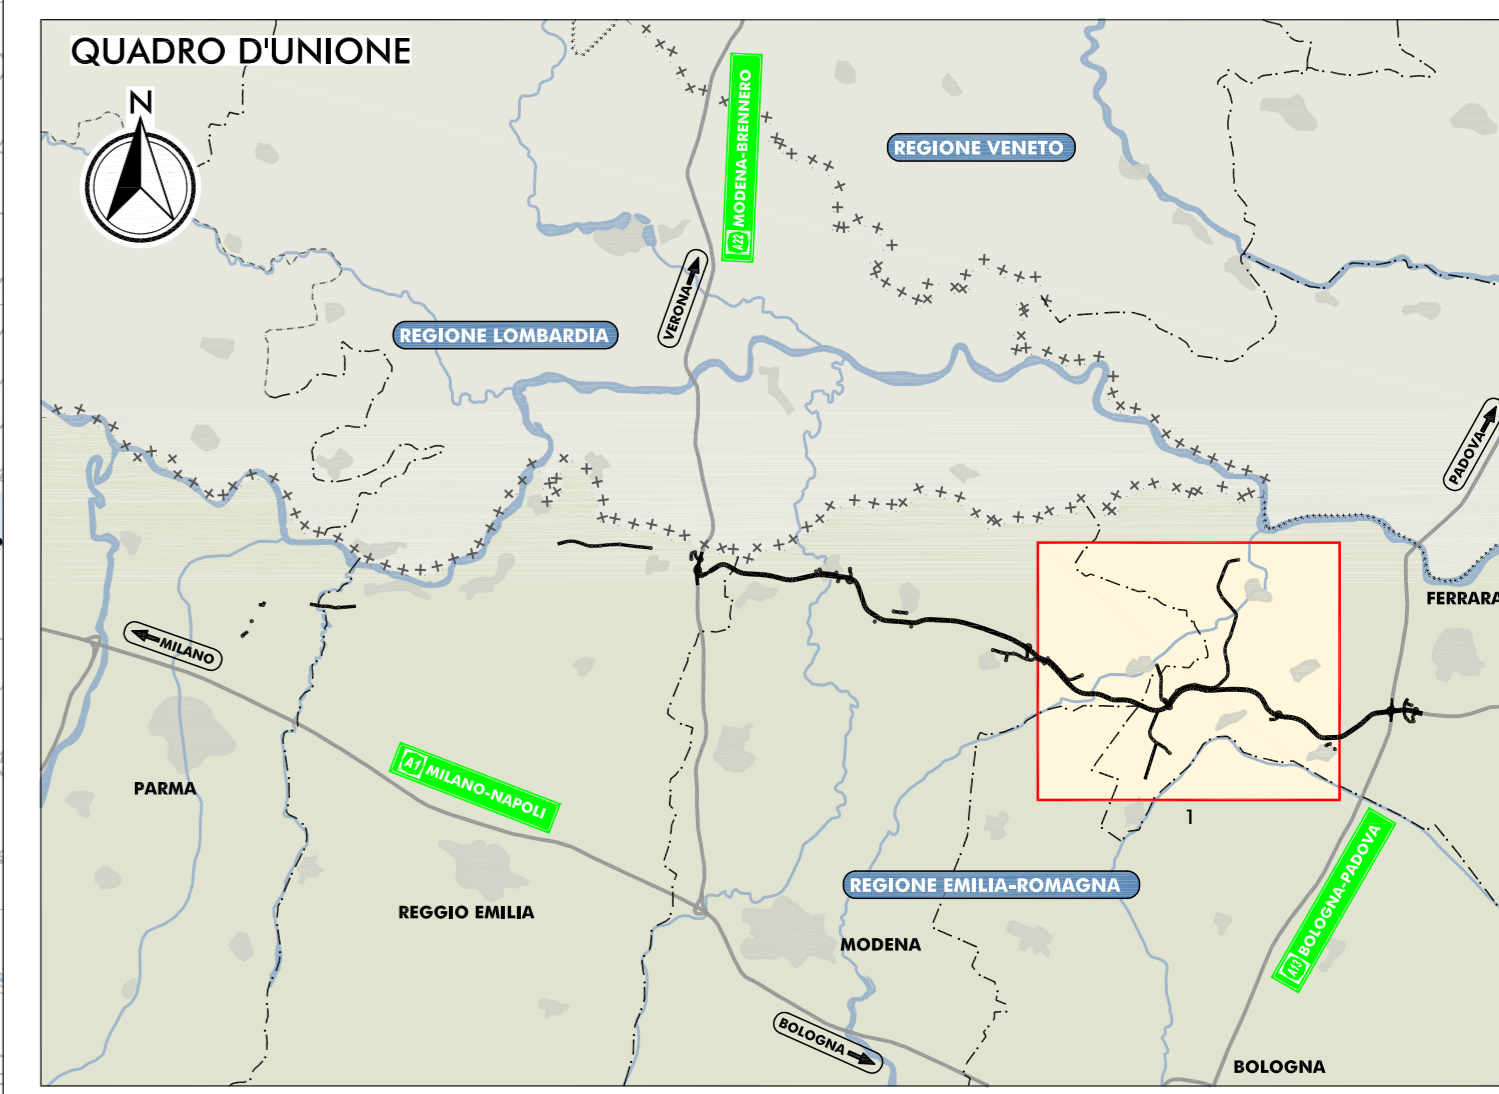 QUADRO D'UNIONE
N
A22 MODENA-BRENNERO
REGIONE VENETO
VERONA
REGIONE LOMBARDIA
PADOVA
FERRARA
MILANO
PARMA
A1 MILANO-NAPOLI
1
REGIONE EMILIA-ROMAGNA
A13 BOLOGNA-PADOVA
REGGIO EMILIA
MODENA
BOLOGNA
BOLOGNA